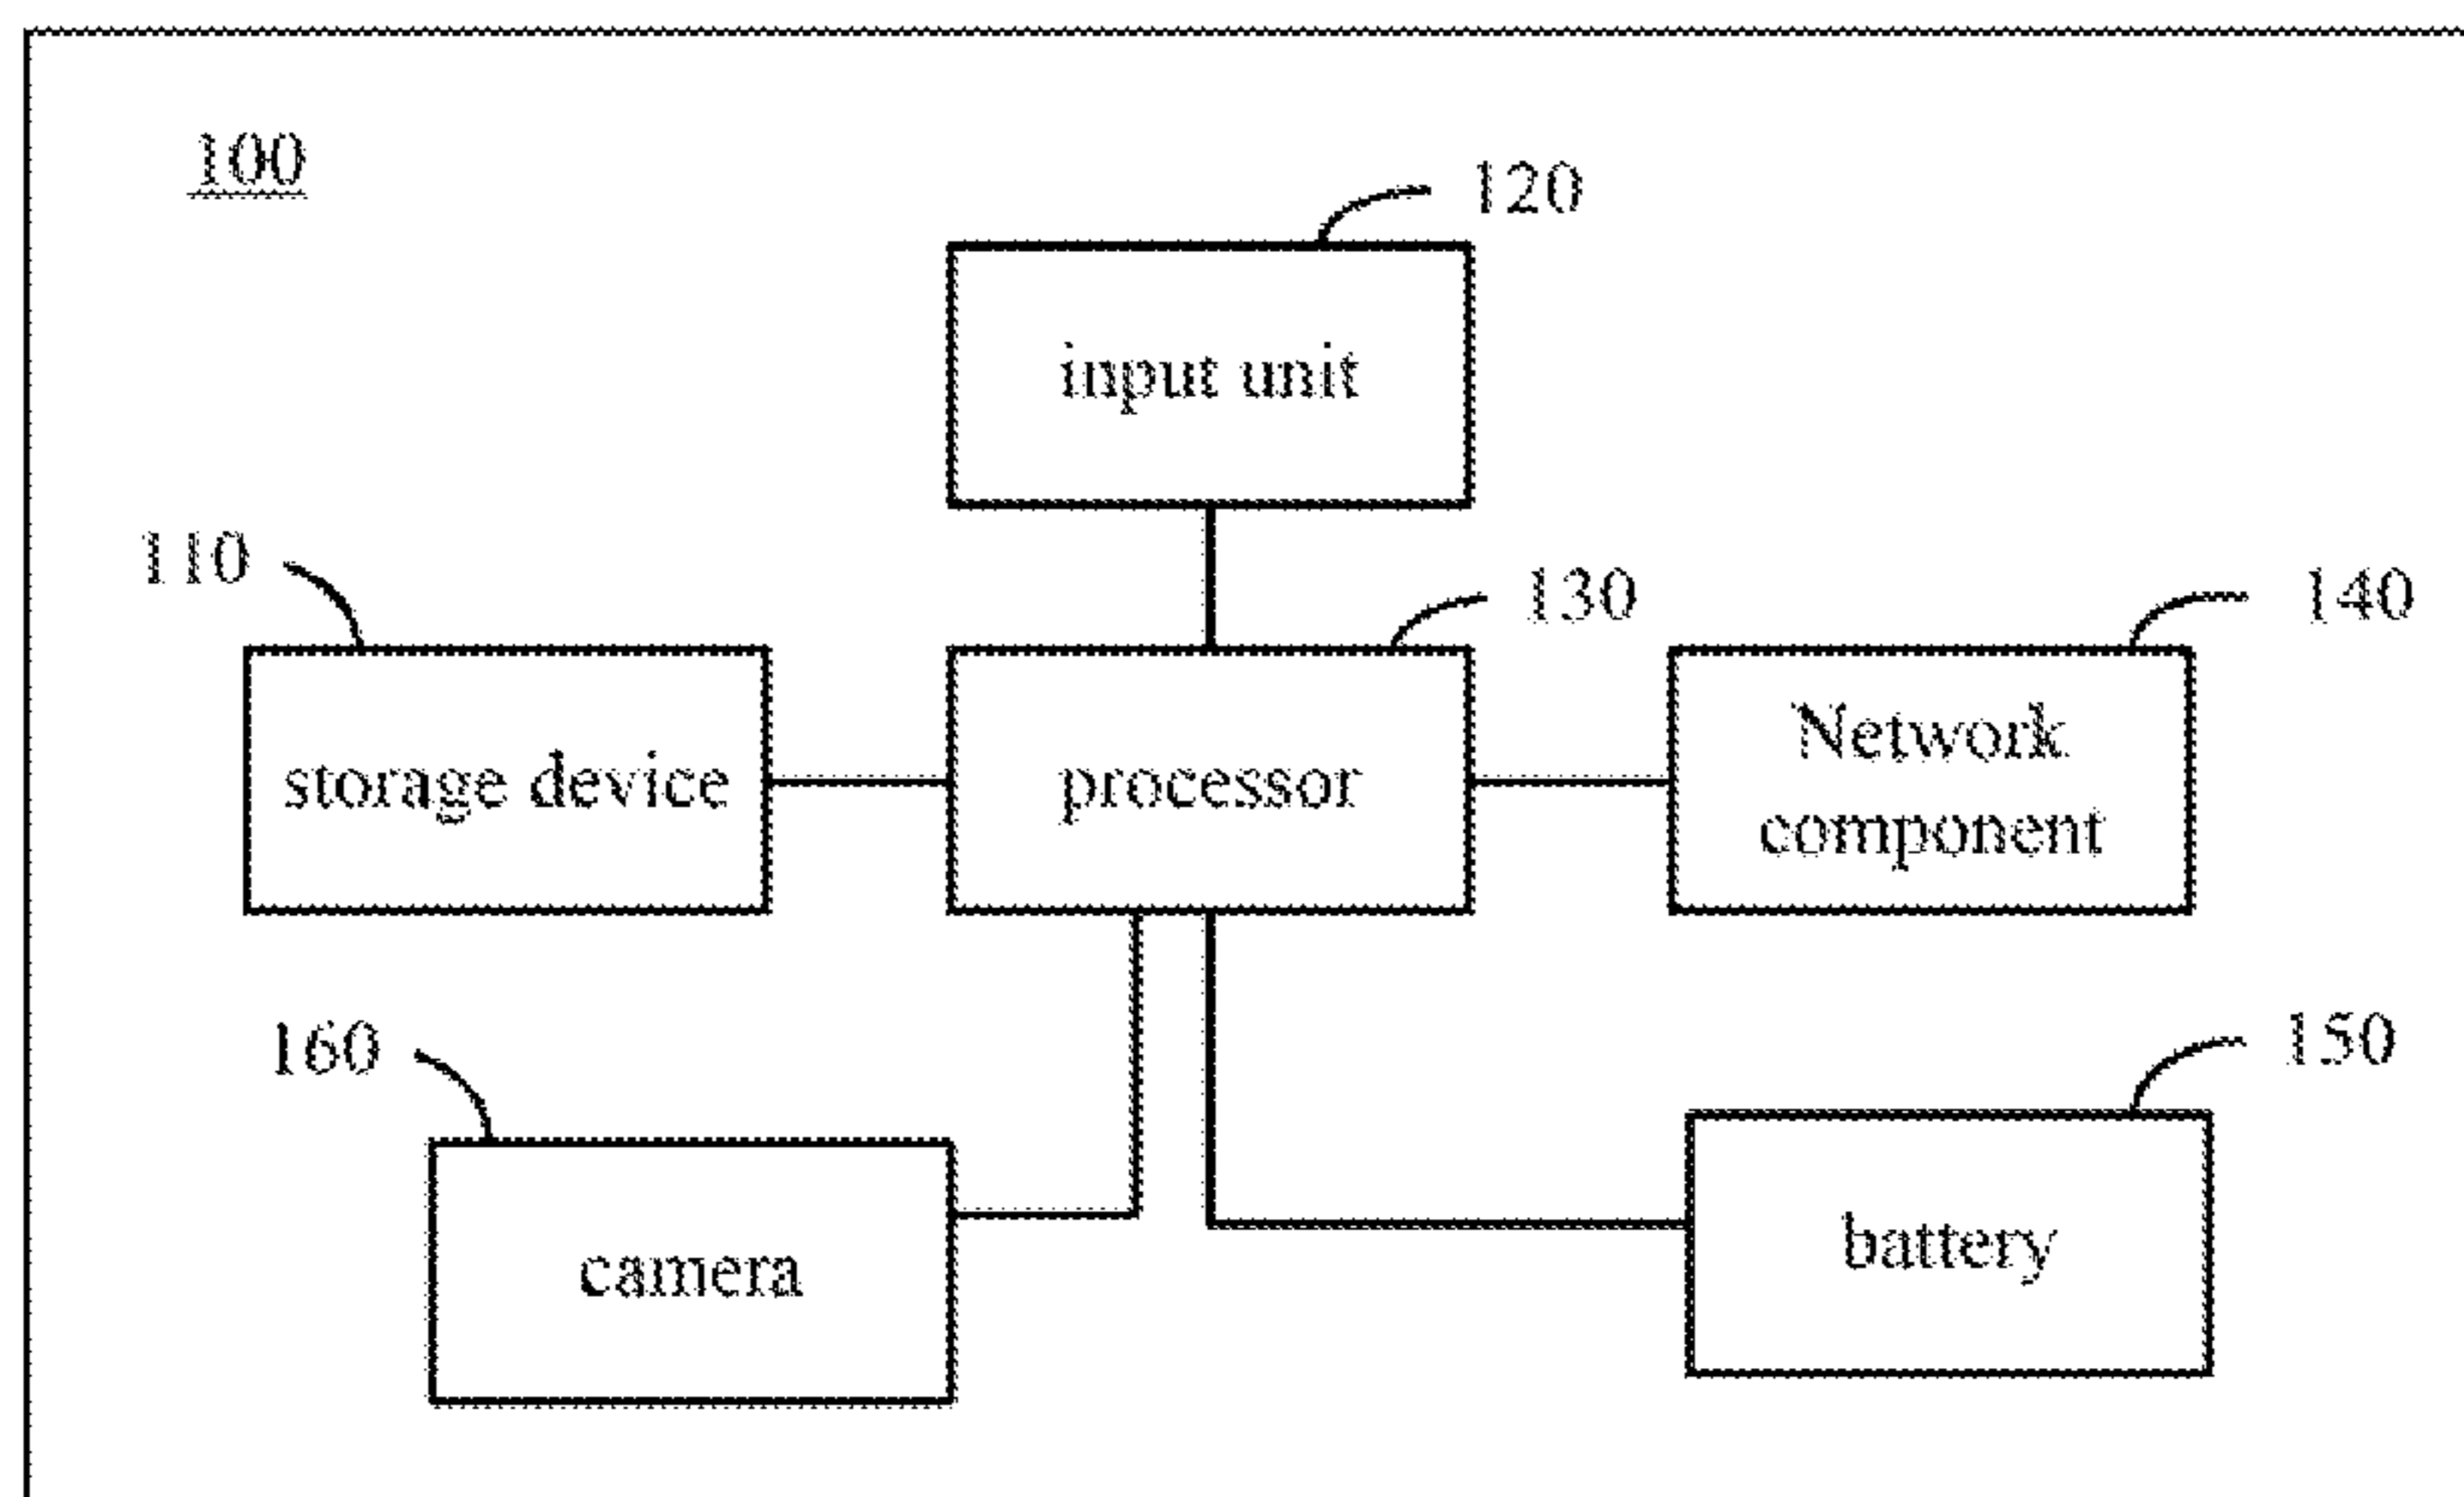 100
120
input unit
110
130
140
storage device
processor
Network
component
160
150
camera
battery